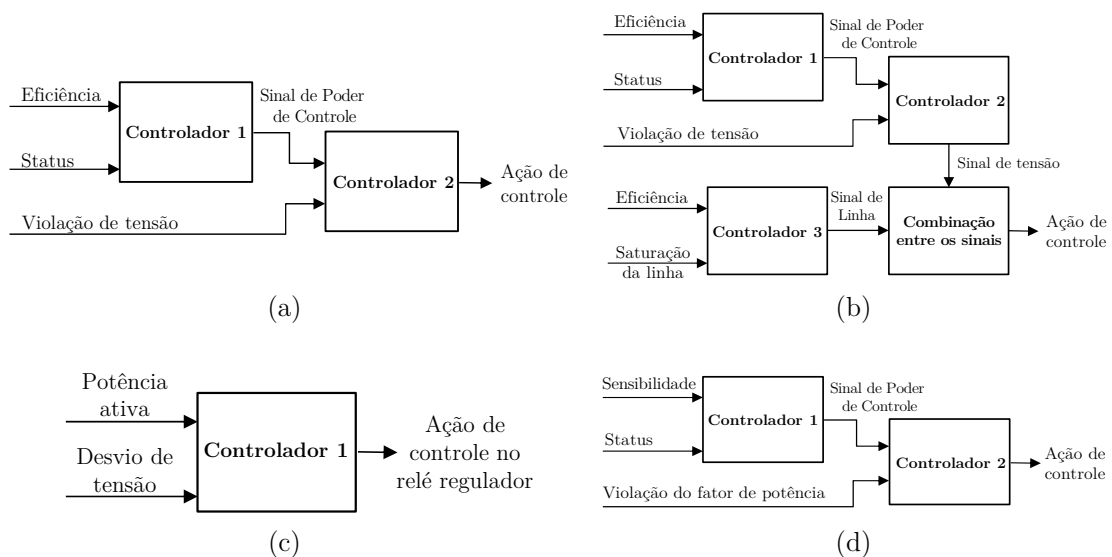 Eficiência
Status
Controlador 1
Sinal de Poder
de Controle
Violação de tensão
Controlador 2
Ação de
controle
(a)
Eficiência
Status
Controlador 1
Sinal de Poder
de Controle
Controlador 2
Violação de tensão
Sinal de tensão
Eficiência
Saturação
da linha
Controlador 3
Sinal de
Linha
Combinação
entre os sinais
Ação de
controle
(b)
Potência
ativa
Desvio de
tensão
Controlador 1
Ação de
controle no
relé regulador
(c)
Sensibilidade
Status
Controlador 1
Sinal de Poder
de Controle
Violação do fator de potência
Controlador 2
Ação de
controle
(d)